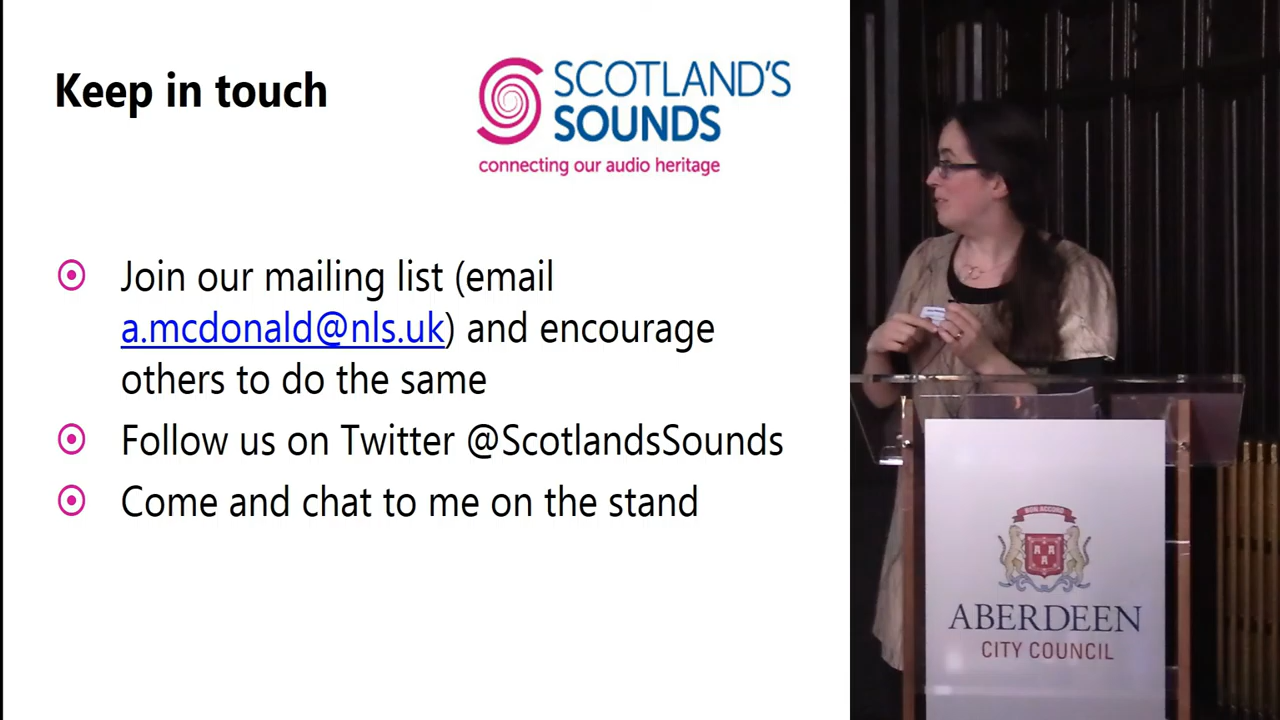 Keep in touch
SCOTLAND'S
SOUNDS
connecting our audio heritage
Join our mailing list (email
a.mcdonald@nls.uk) and encourage
others to do the same
Follow us on Twitter @ScotlandsSounds
Come and chat to me on the stand
BON ACCORD
ABERDEEN
CITY COUNCIL